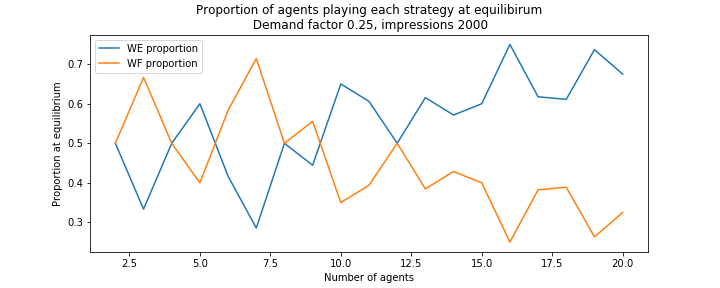 Proportion of agents playing each strategy at equilibirum
Demand factor 0.25, impressions 2000
WE proportion
WF proportion
Proportion at equilibrium
0.7
0.6
0.5
0.4
0.3
2.5 5.0 7.5 10.0 12.5 15.0 17.5 20.0
Number of agents